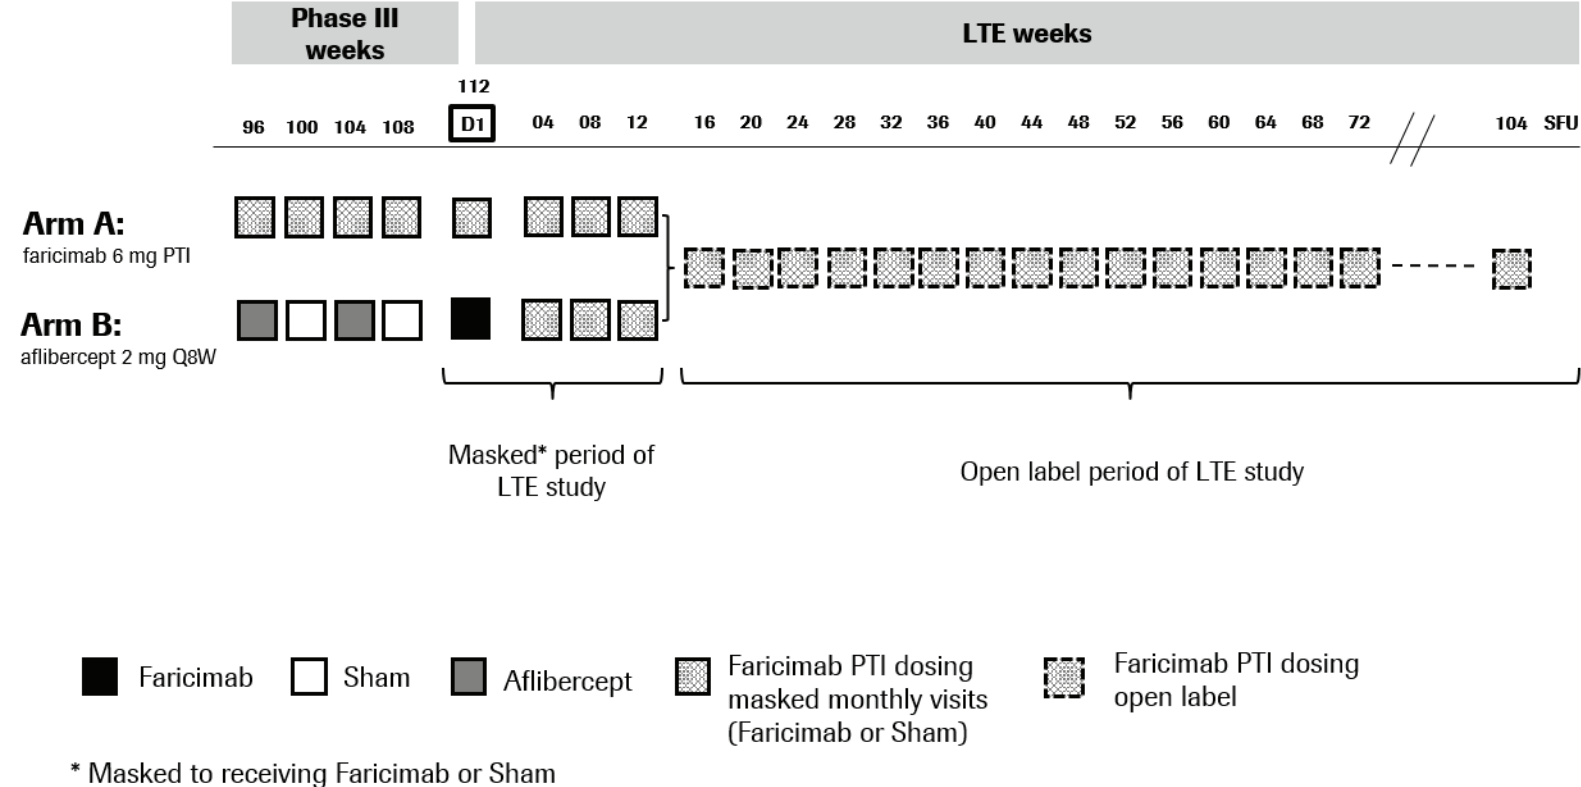 Phase III
weeks
LTE weeks
112
96 100 104 108 D1 04 08 12 16 20 24 28 32 36 40 44 48 52 56 60 64 68 72 104 SFU
Arm A:
faricimab 6 mg PTI
Arm B:
aflibercept 2 mg Q8W
Masked* period of
LTE study
Open label period of LTE study
Faricimab
Sham
Aflibercept
Faricimab PTI dosing
masked monthly visits
(Faricimab or Sham)
Faricimab PTI dosing
open label
* Masked to receiving Faricimab or Sham